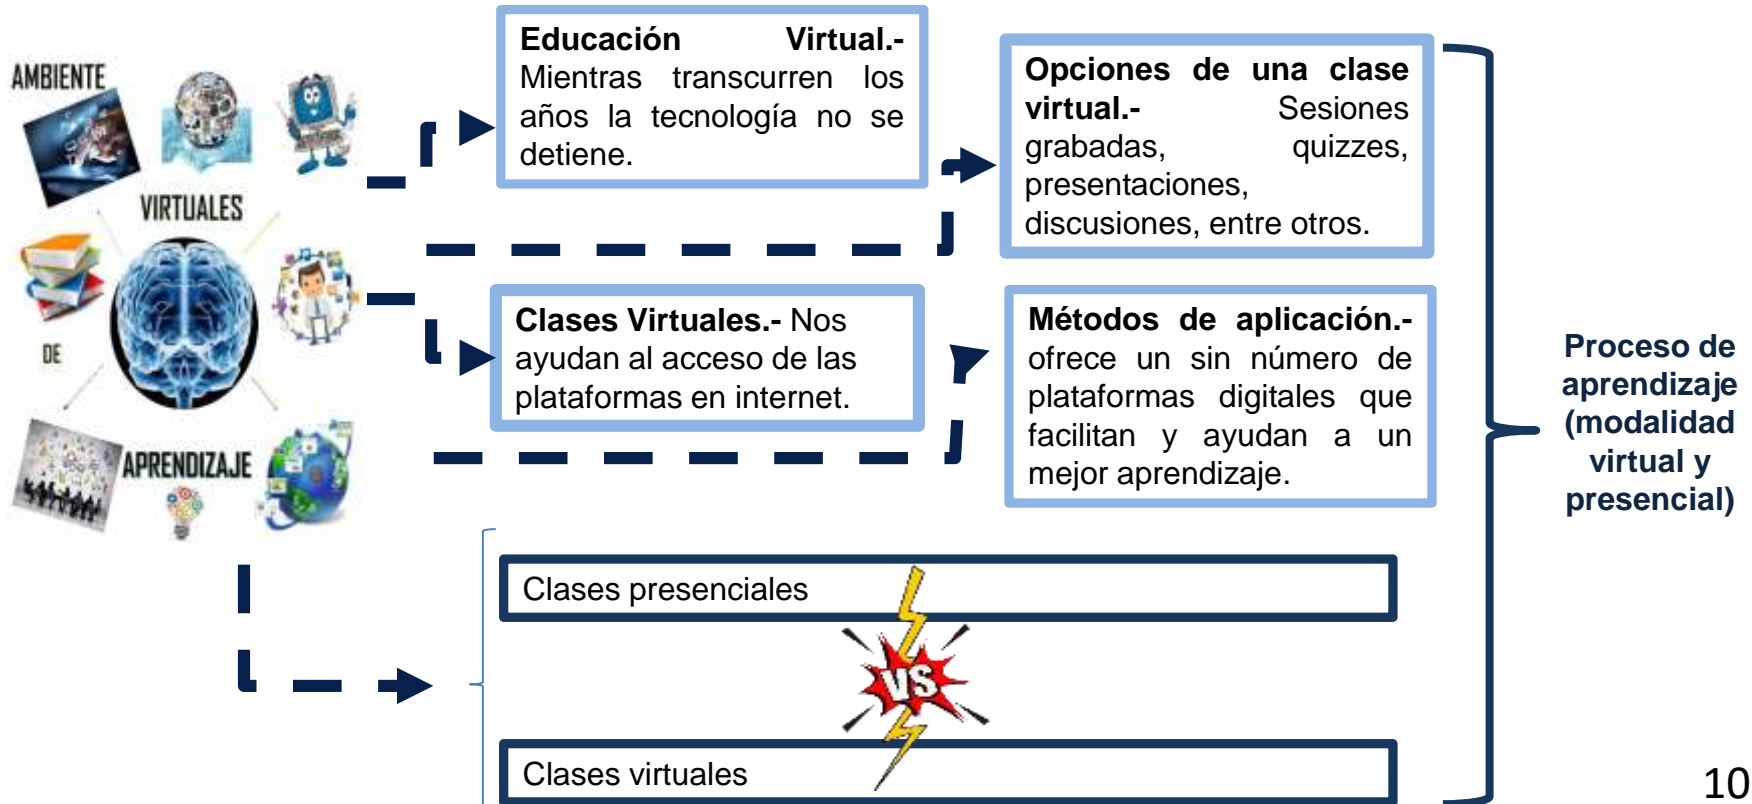 AMBIENTE
VIRTUALES
DE
APRENDIZAJE
Educación Virtual.-
Mientras transcurren los
años la tecnología no se
detiene.
Opciones de una clase
virtual.- Sesiones
grabadas, quizzes,
presentaciones,
discusiones, entre otros.
Clases Virtuales.- Nos
ayudan al acceso de las
plataformas en internet.
Métodos de aplicación.-
ofrece un sin número de
plataformas digitales que
facilitan y ayudan a un
mejor aprendizaje.
Clases presenciales
VS
Clases virtuales
Proceso de
aprendizaje
(modalidad
virtual y
presencial)
10